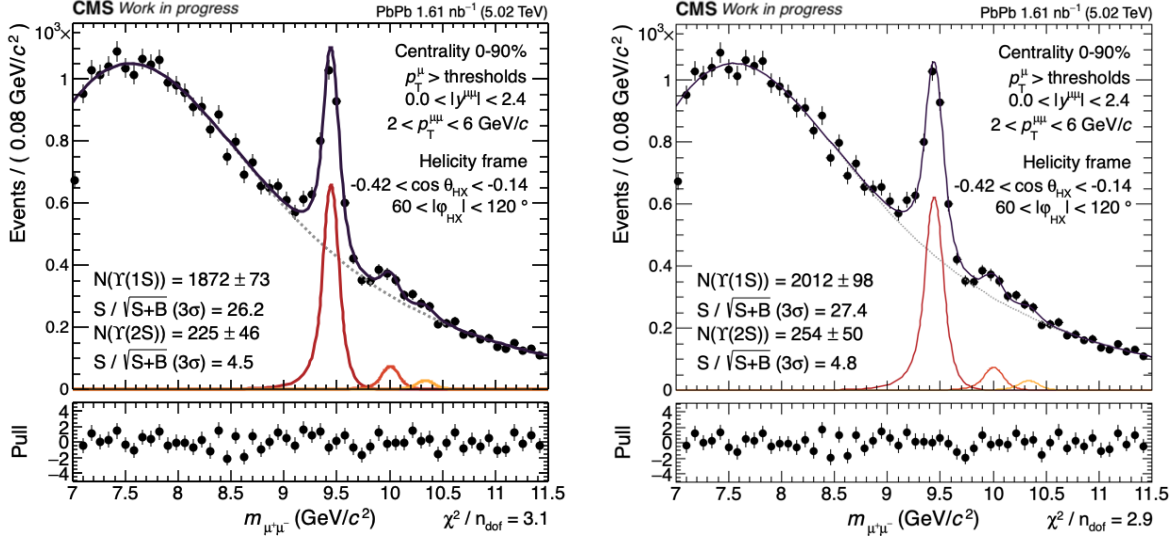 CMS Work in progress PbPb 1.61 nb⁻¹ (5.02 TeV)
10³×
Events / ( 0.08 GeV/c² )
1
0.8
0.6
0.4
0.2
0
Centrality 0-90%
p_T^μ > thresholds
0.0 < |y^μμ| < 2.4
2 < p_T^μμ < 6 GeV/c
Helicity frame
-0.42 < cos θ_HX < -0.14
60 < |φ_HX| < 120 °
N(ϒ(1S)) = 1872 ± 73
S / √S+B (3σ) = 26.2
N(ϒ(2S)) = 225 ± 46
S / √S+B (3σ) = 4.5
Pull
4
2
0
−2
−4
7 7.5 8 8.5 9 9.5 10 10.5 11 11.5
m_μ⁺μ⁻ (GeV/c²)
χ² / n_dof = 3.1
CMS Work in progress PbPb 1.61 nb⁻¹ (5.02 TeV)
10³×
Events / ( 0.08 GeV/c² )
1
0.8
0.6
0.4
0.2
0
Centrality 0-90%
p_T^μ > thresholds
0.0 < |y^μμ| < 2.4
2 < p_T^μμ < 6 GeV/c
Helicity frame
-0.42 < cos θ_HX < -0.14
60 < |φ_HX| < 120 °
N(ϒ(1S)) = 2012 ± 98
S / √S+B (3σ) = 27.4
N(ϒ(2S)) = 254 ± 50
S / √S+B (3σ) = 4.8
Pull
4
2
0
−2
−4
7 7.5 8 8.5 9 9.5 10 10.5 11 11.5
m_μ⁺μ⁻ (GeV/c²)
χ² / n_dof = 2.9